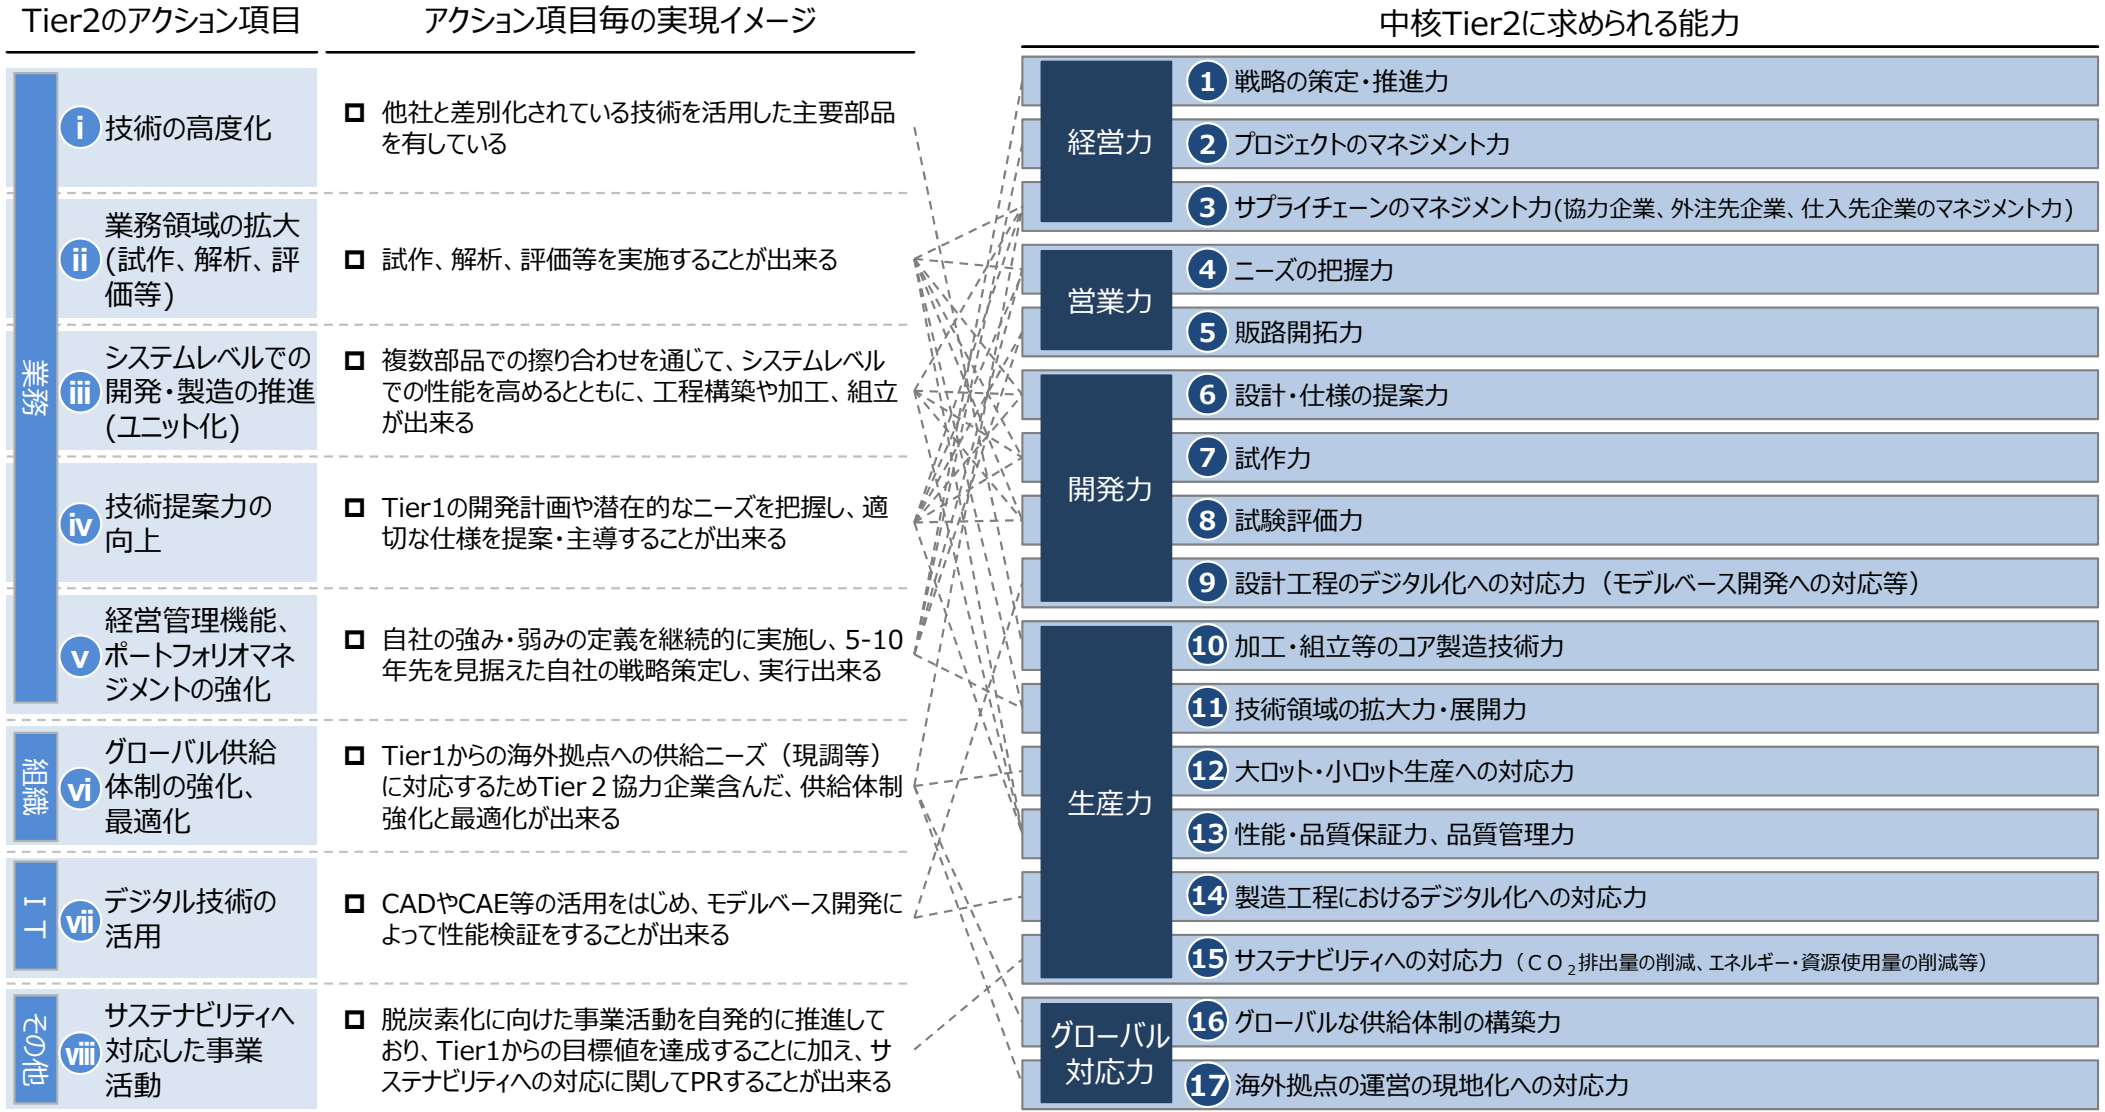 Tier2のアクション項目
アクション項目毎の実現イメージ
中核Tier2に求められる能力
業務
i
技術の高度化
他社と差別化されている技術を活用した主要部品
を有している
ii
業務領域の拡大
(試作、解析、評
価等)
試作、解析、評価等を実施することが出来る
iii
システムレベルでの
開発・製造の推進
(ユニット化)
複数部品での擦り合わせを通じて、システムレベル
での性能を高めるとともに、工程構築や加工、組立
が出来る
iv
技術提案力の
向上
Tier1の開発計画や潜在的なニーズを把握し、適
切な仕様を提案・主導することが出来る
v
経営管理機能、
ポートフォリオマネ
ジメントの強化
自社の強み・弱みの定義を継続的に実施し、5-10
年先を見据えた自社の戦略策定し、実行出来る
組織
vi
グローバル供給
体制の強化、
最適化
Tier1からの海外拠点への供給ニーズ（現調等）
に対応するためTier２協力企業含んだ、供給体制
強化と最適化が出来る
IT
vii
デジタル技術の
活用
CADやCAE等の活用をはじめ、モデルベース開発に
よって性能検証をすることが出来る
その他
viii
サステナビリティへ
対応した事業
活動
脱炭素化に向けた事業活動を自発的に推進して
おり、Tier1からの目標値を達成することに加え、サ
ステナビリティへの対応に関してPRすることが出来る
経営力
1 戦略の策定・推進力
2 プロジェクトのマネジメント力
3 サプライチェーンのマネジメント力(協力企業、外注先企業、仕入先企業のマネジメント力)
営業力
4 ニーズの把握力
5 販路開拓力
開発力
6 設計・仕様の提案力
7 試作力
8 試験評価力
9 設計工程のデジタル化への対応力（モデルベース開発への対応等）
生産力
10 加工・組立等のコア製造技術力
11 技術領域の拡大力・展開力
12 大ロット・小ロット生産への対応力
13 性能・品質保証力、品質管理力
14 製造工程におけるデジタル化への対応力
15 サステナビリティへの対応力（ＣＯ₂排出量の削減、エネルギー・資源使用量の削減等）
グローバル
対応力
16 グローバルな供給体制の構築力
17 海外拠点の運営の現地化への対応力